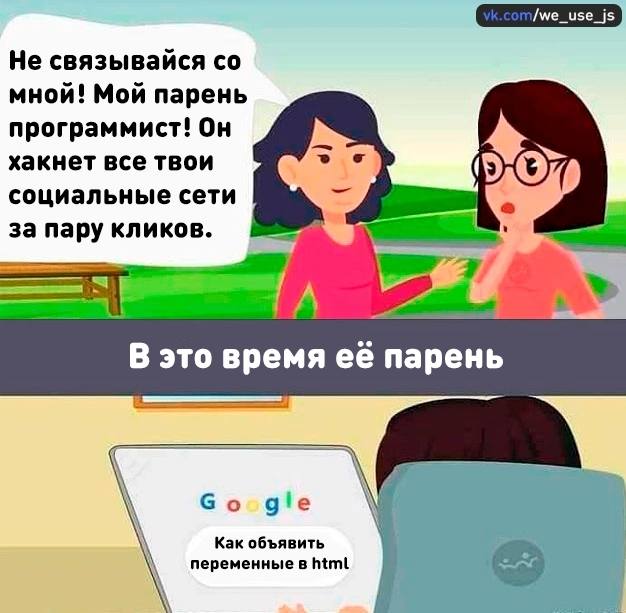 vk.com/we_use_js
Не связывайся со
мной! Мой парень
программист! Он
хакнет все твои
социальные сети
за пару кликов.
В это время её парень
Google
Как объявить
переменные в html